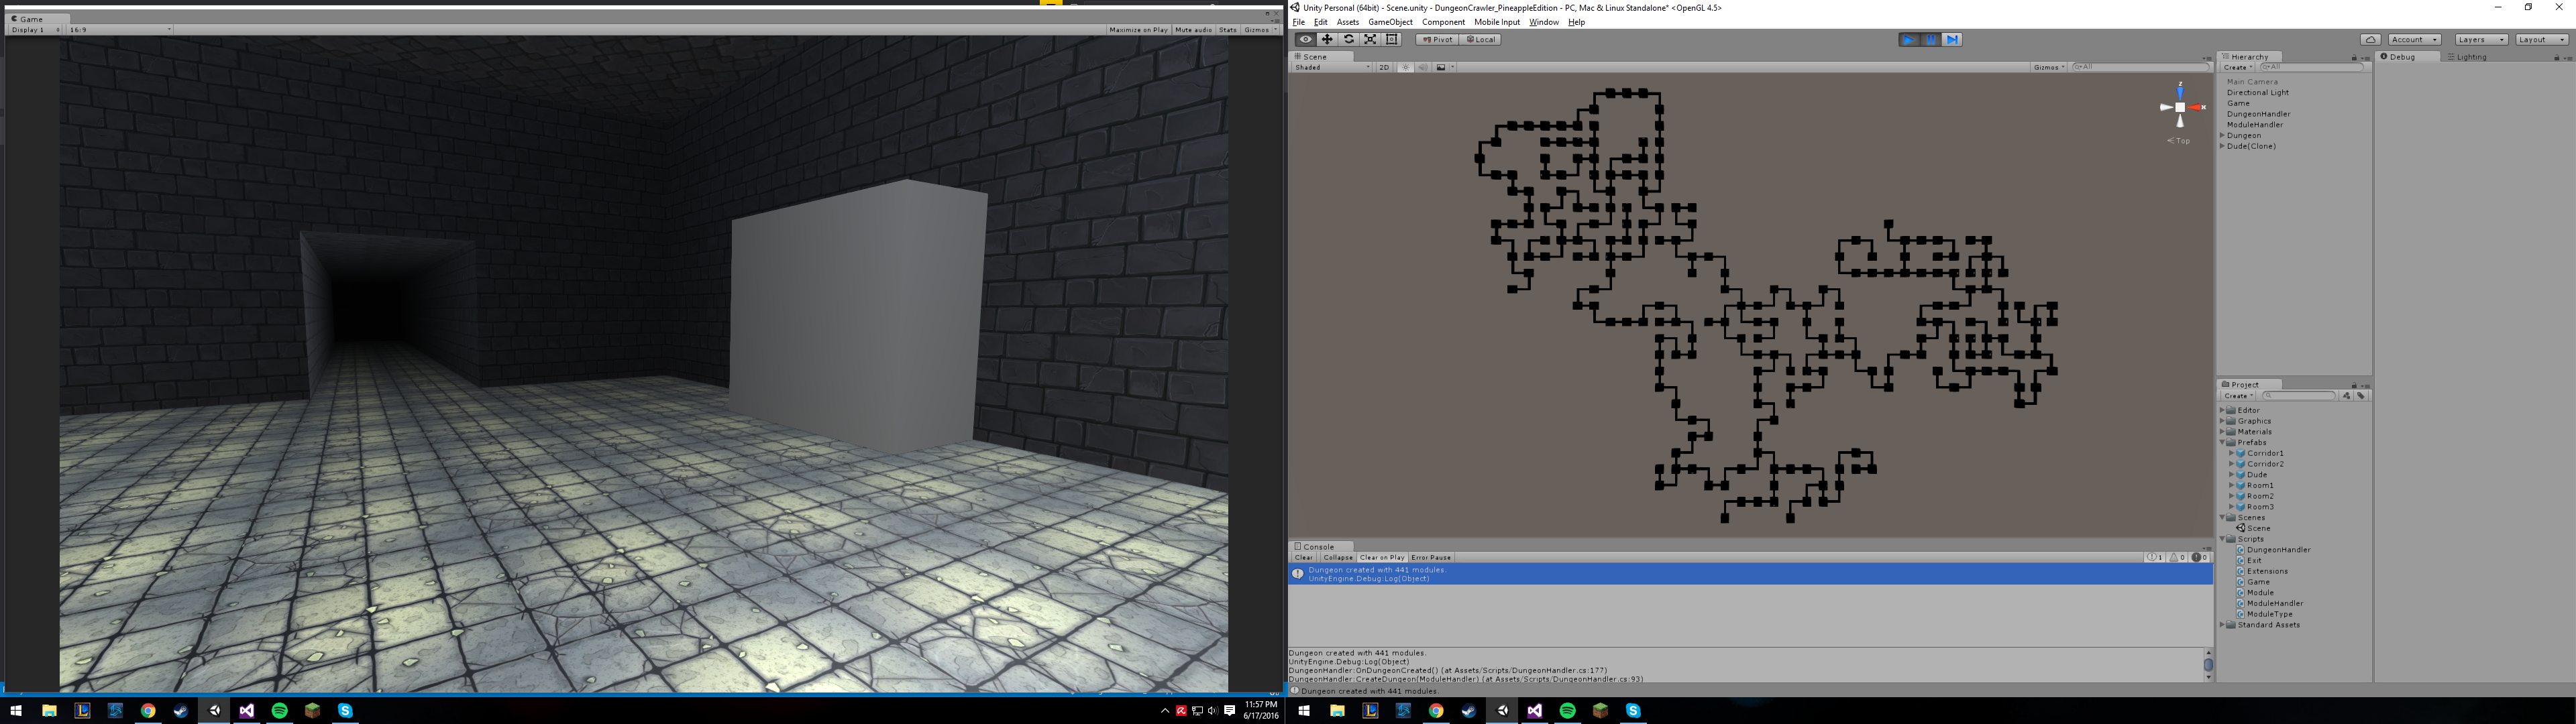 Game
Display 1
16:9
Maximize on Play
Mute audio
Stats
Gizmos
11:57 PM
6/17/2016
Unity Personal (64bit) - Scene.unity - DungeonCrawler_PineappleEdition - PC, Mac & Linux Standalone* <OpenGL 4.5>
File Edit Assets GameObject Component Mobile Input Window Help
Pivot Local
Account
Layers
Layout
Scene
Shaded
2D
Gizmos
All
z
x
Top
Hierarchy
Create All
Main Camera
Directional Light
Game
DungeonHandler
ModuleHandler
Dungeon
Dude(Clone)
Debug Lighting
Project
Create
Editor
Graphics
Materials
Prefabs
Corridor1
Corridor2
Dude
Room1
Room2
Room3
Scenes
Scene
Scripts
DungeonHandler
Exit
Extensions
Game
Module
ModuleHandler
ModuleType
Standard Assets
Console
Clear Collapse Clear on Play Error Pause
1 0 0
Dungeon created with 441 modules.
UnityEngine.Debug:Log(Object)
Dungeon created with 441 modules.
UnityEngine.Debug:Log(Object)
DungeonHandler:OnDungeonCreated() (at Assets/Scripts/DungeonHandler.cs:177)
DungeonHandler:CreateDungeon(ModuleHandler) (at Assets/Scripts/DungeonHandler.cs:93)
Dungeon created with 441 modules.